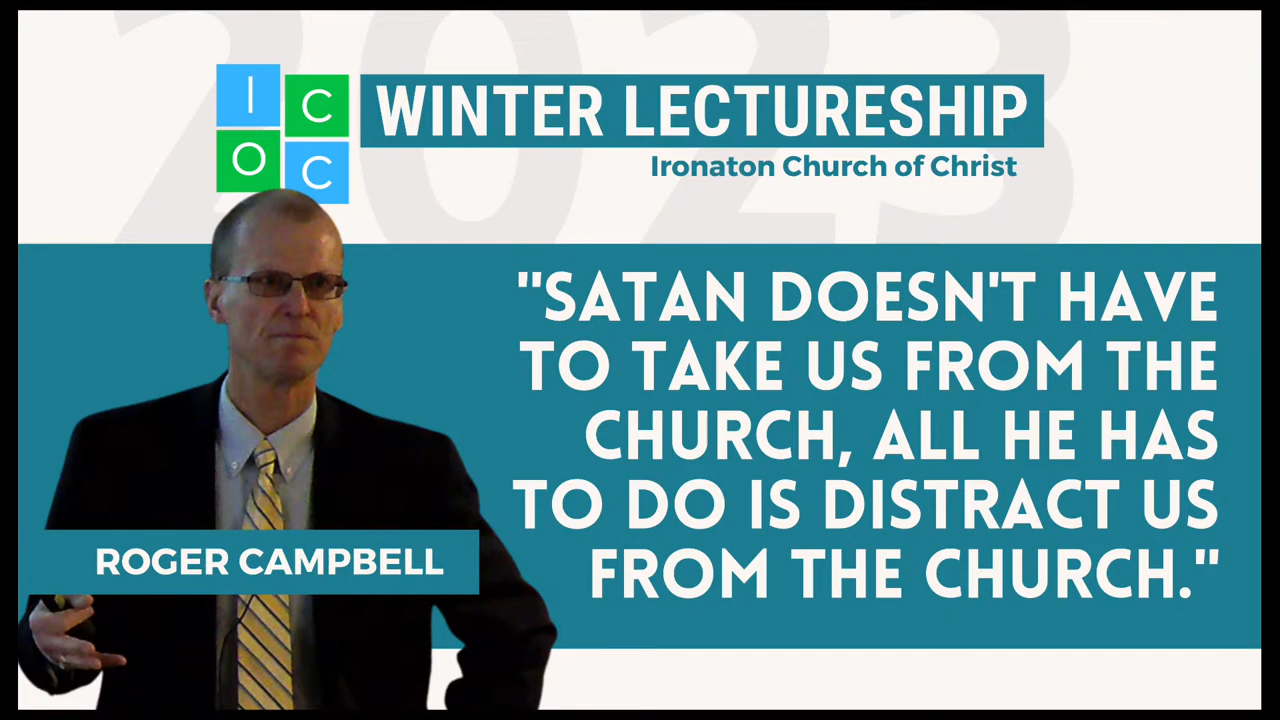 2023
I C
O C
WINTER LECTURESHIP
Ironaton Church of Christ
"SATAN DOESN'T HAVE
TO TAKE US FROM THE
CHURCH, ALL HE HAS
TO DO IS DISTRACT US
FROM THE CHURCH."
ROGER CAMPBELL